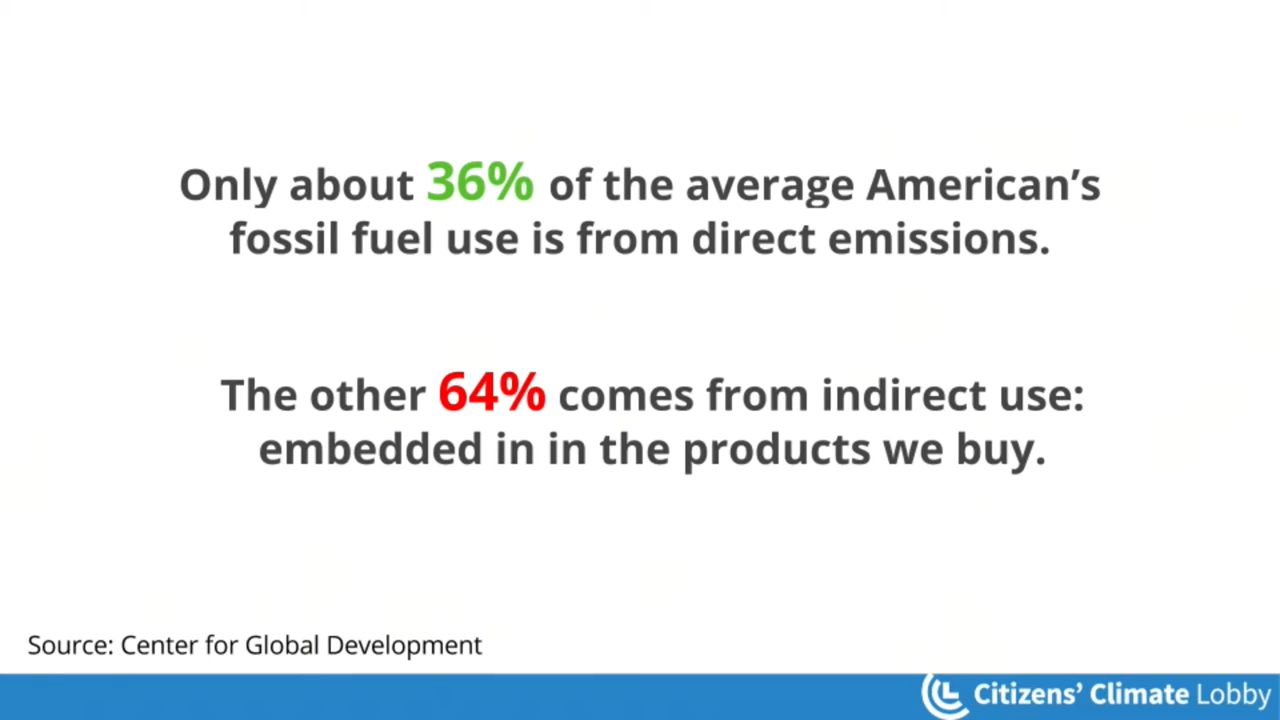 Only about 36% of the average American’s
fossil fuel use is from direct emissions.
The other 64% comes from indirect use:
embedded in in the products we buy.
Source: Center for Global Development
Citizens’ Climate Lobby